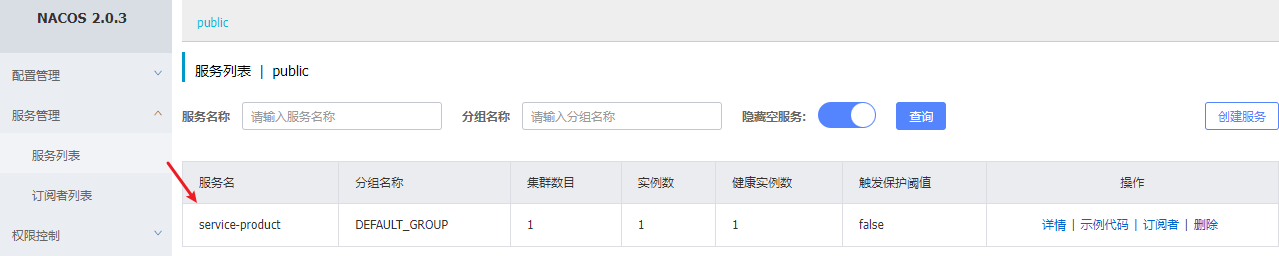 NACOS 2.0.3
配置管理
服务管理
服务列表
订阅者列表
权限控制
public
服务列表 | public
服务名称 请输入服务名称 分组名称 请输入分组名称 隐藏空服务: 查询 创建服务
服务名 分组名称 集群数目 实例数 健康实例数 触发保护阈值 操作
service-product DEFAULT_GROUP 1 1 1 false 详情 | 示例代码 | 订阅者 | 删除